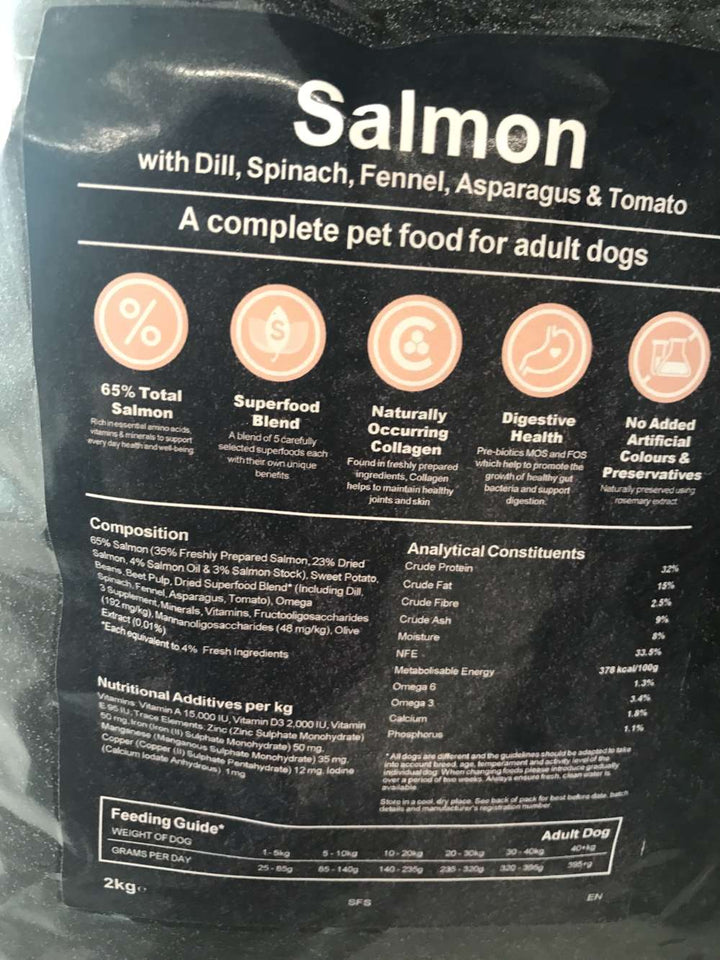 Salmon
with Dill, Spinach, Fennel, Asparagus & Tomato
A complete pet food for adult dogs
65% Total
Salmon
Rich in essential amino acids,
vitamins & minerals to support
every day health and well-being
Superfood
Blend
A blend of 5 carefully
selected superfoods each
with their own unique
benefits
Naturally
Occurring
Collagen
Found in freshly prepared
ingredients, Collagen
helps to maintain healthy
joints and skin
Digestive
Health
Pre-biotics MOS and FOS
which help to promote the
growth of healthy gut
bacteria and support
digestion.
No Added
Artificial
Colours &
Preservatives
Naturally preserved using
rosemary extract.
Composition
65% Salmon (35% Freshly Prepared Salmon, 23% Dried
Salmon, 4% Salmon Oil & 3% Salmon Stock), Sweet Potato,
Beans, Beet Pulp, Dried Superfood Blend* (Including Dill,
Spinach, Fennel, Asparagus, Tomato), Omega
3 Supplement, Minerals, Vitamins, Fructooligosaccharides
(192 mg/kg), Mannanoligosaccharides (48 mg/kg), Olive
Extract (0.01%)
*Each equivalent to 4% Fresh Ingredients
Nutritional Additives per kg
Vitamins: Vitamin A 15,000 IU, Vitamin D3 2,000 IU, Vitamin
E 95 IU, Trace Elements: Zinc (Zinc Sulphate Monohydrate)
50 mg, Iron (Iron (II) Sulphate Monohydrate) 50 mg,
Manganese (Manganous Sulphate Monohydrate) 35 mg,
Copper (Copper (II) Sulphate Pentahydrate) 12 mg, Iodine
(Calcium Iodate Anhydrous) 1mg
Analytical Constituents
Crude Protein 32%
Crude Fat 15%
Crude Fibre 2.5%
Crude Ash 9%
Moisture 8%
NFE 33.5%
Metabolisable Energy 378 kcal/100g
Omega 6 1.3%
Omega 3 3.4%
Calcium 1.8%
Phosphorus 1.1%
*All dogs are different and the guidelines should be adapted to take
into account breed, age, temperament and activity level of the
individual dog. When changing foods please introduce gradually
over a period of two weeks. Always ensure fresh, clean water is
available.
Store in a cool, dry place. See back of pack for best before date, batch
details and manufacturer's registration number.
Feeding Guide* Adult Dog
WEIGHT OF DOG 1-5kg 5-10kg 10-20kg 20-30kg 30-40kg 40+kg
GRAMS PER DAY 25-85g 85-140g 140-235g 235-320g 320-395g 395+g
2kg℮
SFS
EN